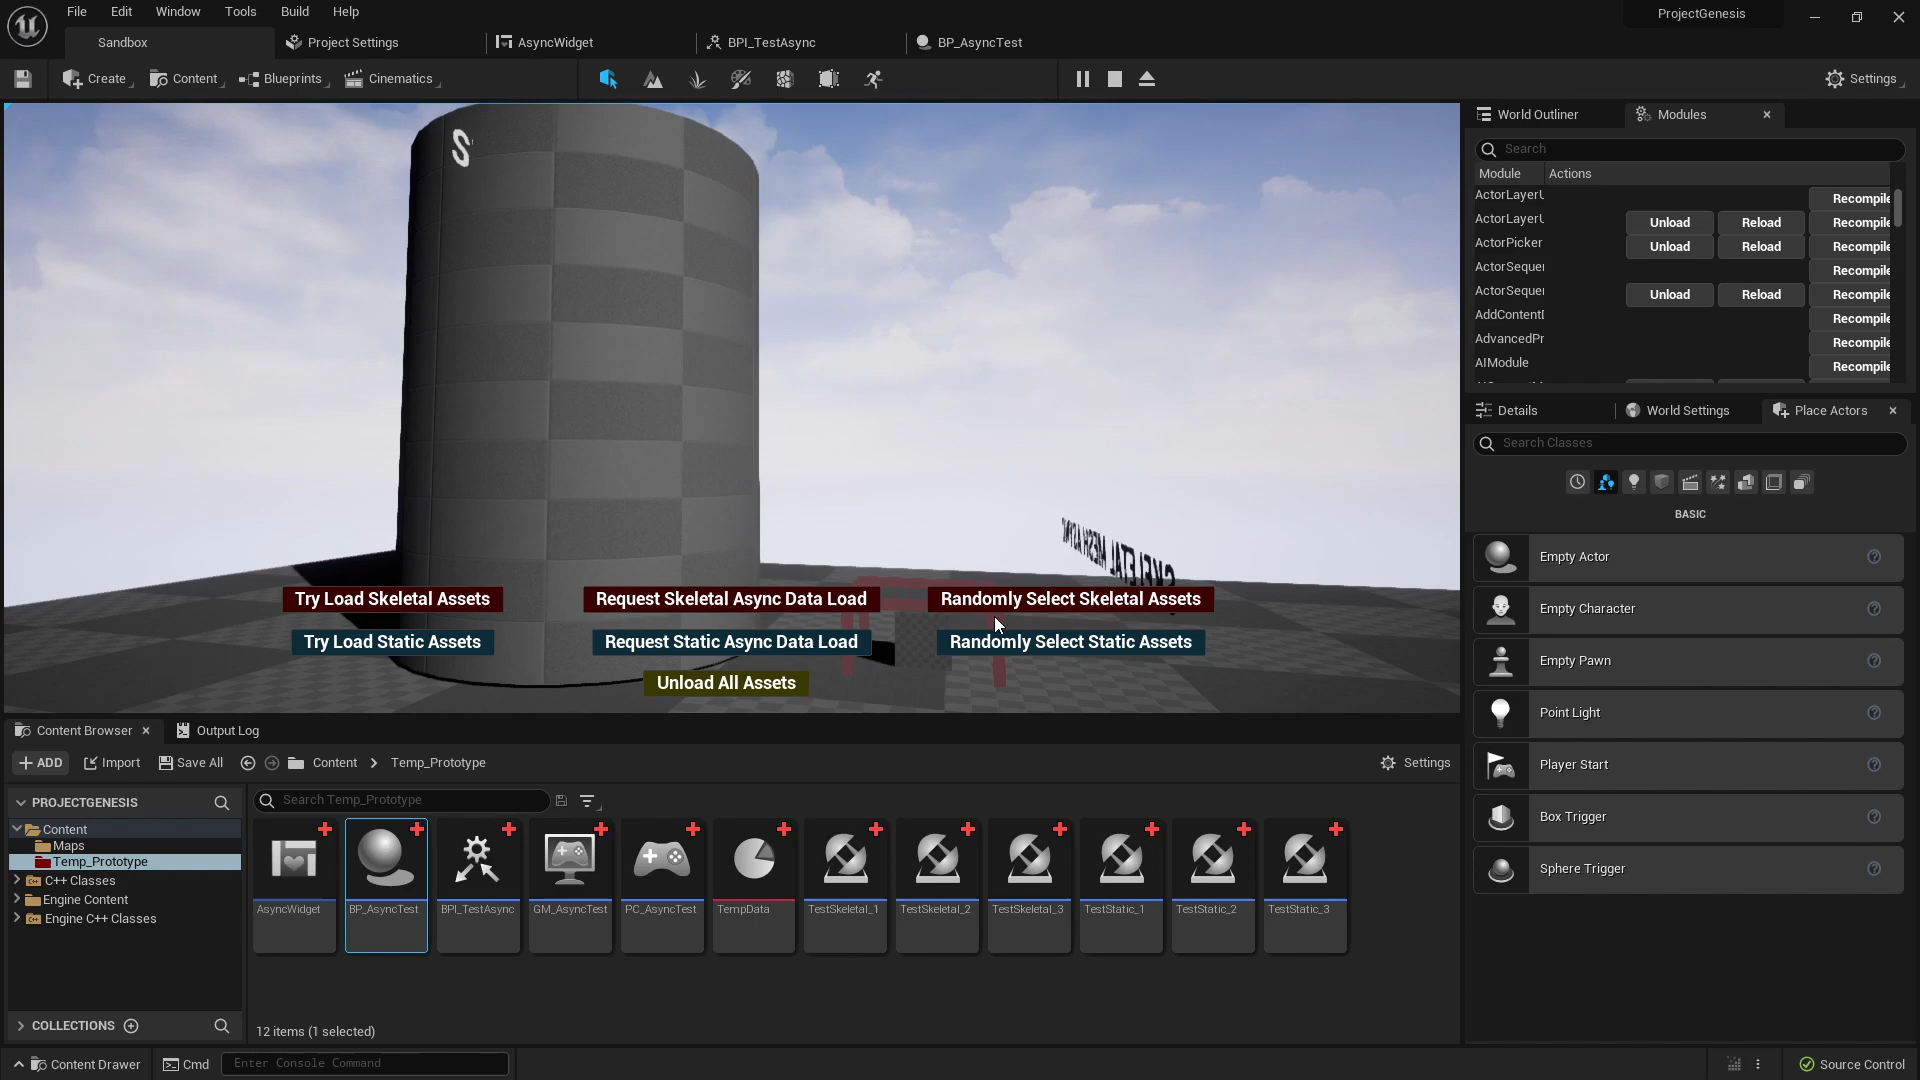 File Edit Window Tools Build Help
ProjectGenesis
Sandbox
Project Settings
AsyncWidget
BPI_TestAsync
BP_AsyncTest
Create
Content
Blueprints
Cinematics
Settings
S
SKELETAL MESH ASYNC
Try Load Skeletal Assets
Request Skeletal Async Data Load
Randomly Select Skeletal Assets
Try Load Static Assets
Request Static Async Data Load
Randomly Select Static Assets
Unload All Assets
World Outliner
Modules
Search
Module Actions
ActorLayerU
Recompile
ActorLayerU
Unload Reload Recompile
ActorPicker
Unload Reload Recompile
ActorSequen
Recompile
ActorSequen
Unload Reload Recompile
AddContentD
Recompile
AdvancedPr
Recompile
AIModule
Recompile
Details
World Settings
Place Actors
Search Classes
BASIC
Empty Actor
Empty Character
Empty Pawn
Point Light
Player Start
Box Trigger
Sphere Trigger
Content Browser
Output Log
ADD
Import
Save All
Content
Temp_Prototype
Settings
PROJECTGENESIS
Content
Maps
Temp_Prototype
C++ Classes
Engine Content
Engine C++ Classes
COLLECTIONS
Search Temp_Prototype
AsyncWidget
BP_AsyncTest
BPI_TestAsync
GM_AsyncTest
PC_AsyncTest
TempData
TestSkeletal_1
TestSkeletal_2
TestSkeletal_3
TestStatic_1
TestStatic_2
TestStatic_3
12 items (1 selected)
Content Drawer
Cmd
Enter Console Command
Source Control